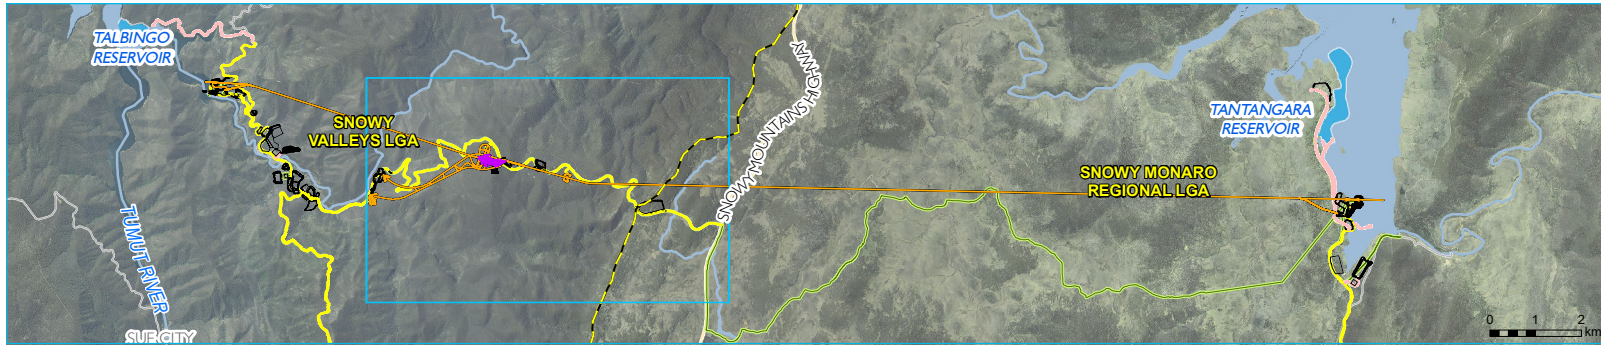 TALBINGO
RESERVOIR
SNOWY
VALLEYS LGA
TUMUT RIVER
SUE CITY
SNOWY MOUNTAINS HIGHWAY
TANTANGARA
RESERVOIR
SNOWY MONARO
REGIONAL LGA
0 1 2
km